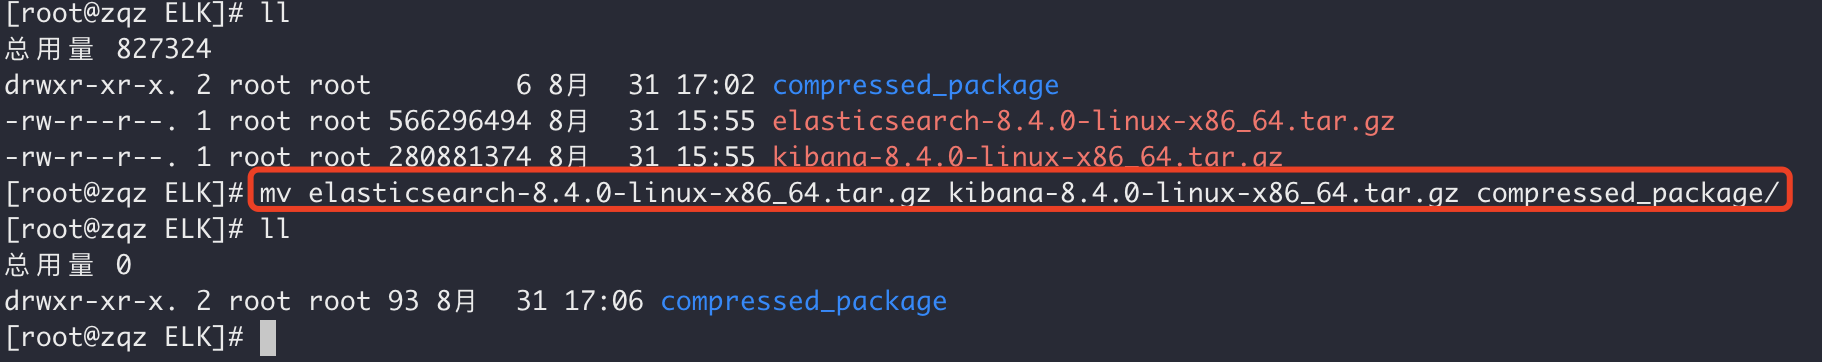 [root@zqz ELK]# ll
总用量 827324
drwxr-xr-x. 2 root root         6 8月  31 17:02 compressed_package
-rw-r--r--. 1 root root 566296494 8月  31 15:55 elasticsearch-8.4.0-linux-x86_64.tar.gz
-rw-r--r--. 1 root root 280881374 8月  31 15:55 kibana-8.4.0-linux-x86_64.tar.gz
[root@zqz ELK]# mv elasticsearch-8.4.0-linux-x86_64.tar.gz kibana-8.4.0-linux-x86_64.tar.gz compressed_package/
[root@zqz ELK]# ll
总用量 0
drwxr-xr-x. 2 root root 93 8月  31 17:06 compressed_package
[root@zqz ELK]#